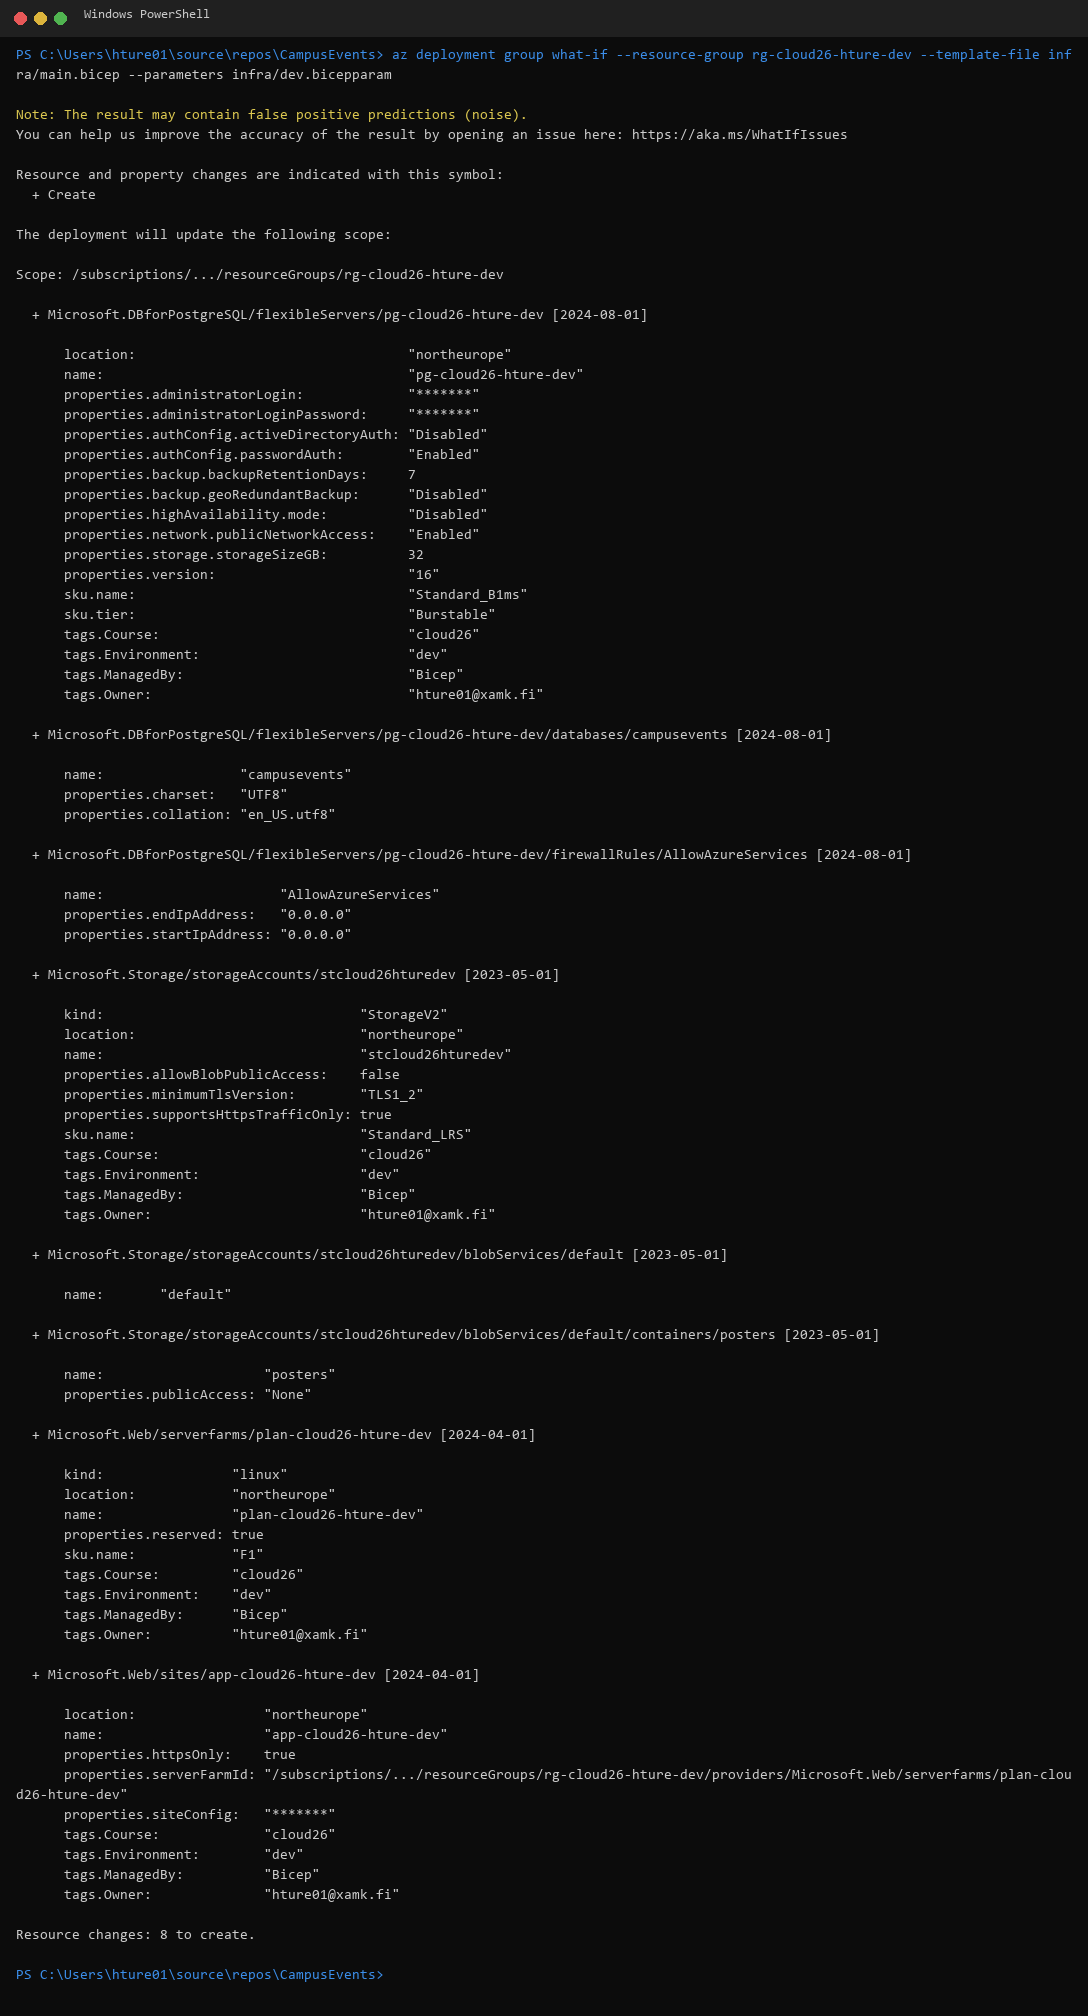 Windows PowerShell
PS C:\Users\hture01\source\repos\CampusEvents> az deployment group what-if --resource-group rg-cloud26-hture-dev --template-file inf
ra/main.bicep --parameters infra/dev.bicepparam
Note: The result may contain false positive predictions (noise).
You can help us improve the accuracy of the result by opening an issue here: https://aka.ms/WhatIfIssues
Resource and property changes are indicated with this symbol:
  + Create
The deployment will update the following scope:
Scope: /subscriptions/.../resourceGroups/rg-cloud26-hture-dev
  + Microsoft.DBforPostgreSQL/flexibleServers/pg-cloud26-hture-dev [2024-08-01]
      location:                                  "northeurope"
      name:                                      "pg-cloud26-hture-dev"
      properties.administratorLogin:             "*******"
      properties.administratorLoginPassword:     "*******"
      properties.authConfig.activeDirectoryAuth: "Disabled"
      properties.authConfig.passwordAuth:        "Enabled"
      properties.backup.backupRetentionDays:     7
      properties.backup.geoRedundantBackup:      "Disabled"
      properties.highAvailability.mode:          "Disabled"
      properties.network.publicNetworkAccess:    "Enabled"
      properties.storage.storageSizeGB:          32
      properties.version:                        "16"
      sku.name:                                  "Standard_B1ms"
      sku.tier:                                  "Burstable"
      tags.Course:                               "cloud26"
      tags.Environment:                          "dev"
      tags.ManagedBy:                            "Bicep"
      tags.Owner:                                "hture01@xamk.fi"
  + Microsoft.DBforPostgreSQL/flexibleServers/pg-cloud26-hture-dev/databases/campusevents [2024-08-01]
      name:                 "campusevents"
      properties.charset:   "UTF8"
      properties.collation: "en_US.utf8"
  + Microsoft.DBforPostgreSQL/flexibleServers/pg-cloud26-hture-dev/firewallRules/AllowAzureServices [2024-08-01]
      name:                      "AllowAzureServices"
      properties.endIpAddress:   "0.0.0.0"
      properties.startIpAddress: "0.0.0.0"
  + Microsoft.Storage/storageAccounts/stcloud26hturedev [2023-05-01]
      kind:                                "StorageV2"
      location:                            "northeurope"
      name:                                "stcloud26hturedev"
      properties.allowBlobPublicAccess:    false
      properties.minimumTlsVersion:        "TLS1_2"
      properties.supportsHttpsTrafficOnly: true
      sku.name:                            "Standard_LRS"
      tags.Course:                         "cloud26"
      tags.Environment:                    "dev"
      tags.ManagedBy:                      "Bicep"
      tags.Owner:                          "hture01@xamk.fi"
  + Microsoft.Storage/storageAccounts/stcloud26hturedev/blobServices/default [2023-05-01]
      name:       "default"
  + Microsoft.Storage/storageAccounts/stcloud26hturedev/blobServices/default/containers/posters [2023-05-01]
      name:                    "posters"
      properties.publicAccess: "None"
  + Microsoft.Web/serverfarms/plan-cloud26-hture-dev [2024-04-01]
      kind:                "linux"
      location:            "northeurope"
      name:                "plan-cloud26-hture-dev"
      properties.reserved: true
      sku.name:            "F1"
      tags.Course:         "cloud26"
      tags.Environment:    "dev"
      tags.ManagedBy:      "Bicep"
      tags.Owner:          "hture01@xamk.fi"
  + Microsoft.Web/sites/app-cloud26-hture-dev [2024-04-01]
      location:                "northeurope"
      name:                    "app-cloud26-hture-dev"
      properties.httpsOnly:    true
      properties.serverFarmId: "/subscriptions/.../resourceGroups/rg-cloud26-hture-dev/providers/Microsoft.Web/serverfarms/plan-clou
d26-hture-dev"
      properties.siteConfig:   "*******"
      tags.Course:             "cloud26"
      tags.Environment:        "dev"
      tags.ManagedBy:          "Bicep"
      tags.Owner:              "hture01@xamk.fi"
Resource changes: 8 to create.
PS C:\Users\hture01\source\repos\CampusEvents>